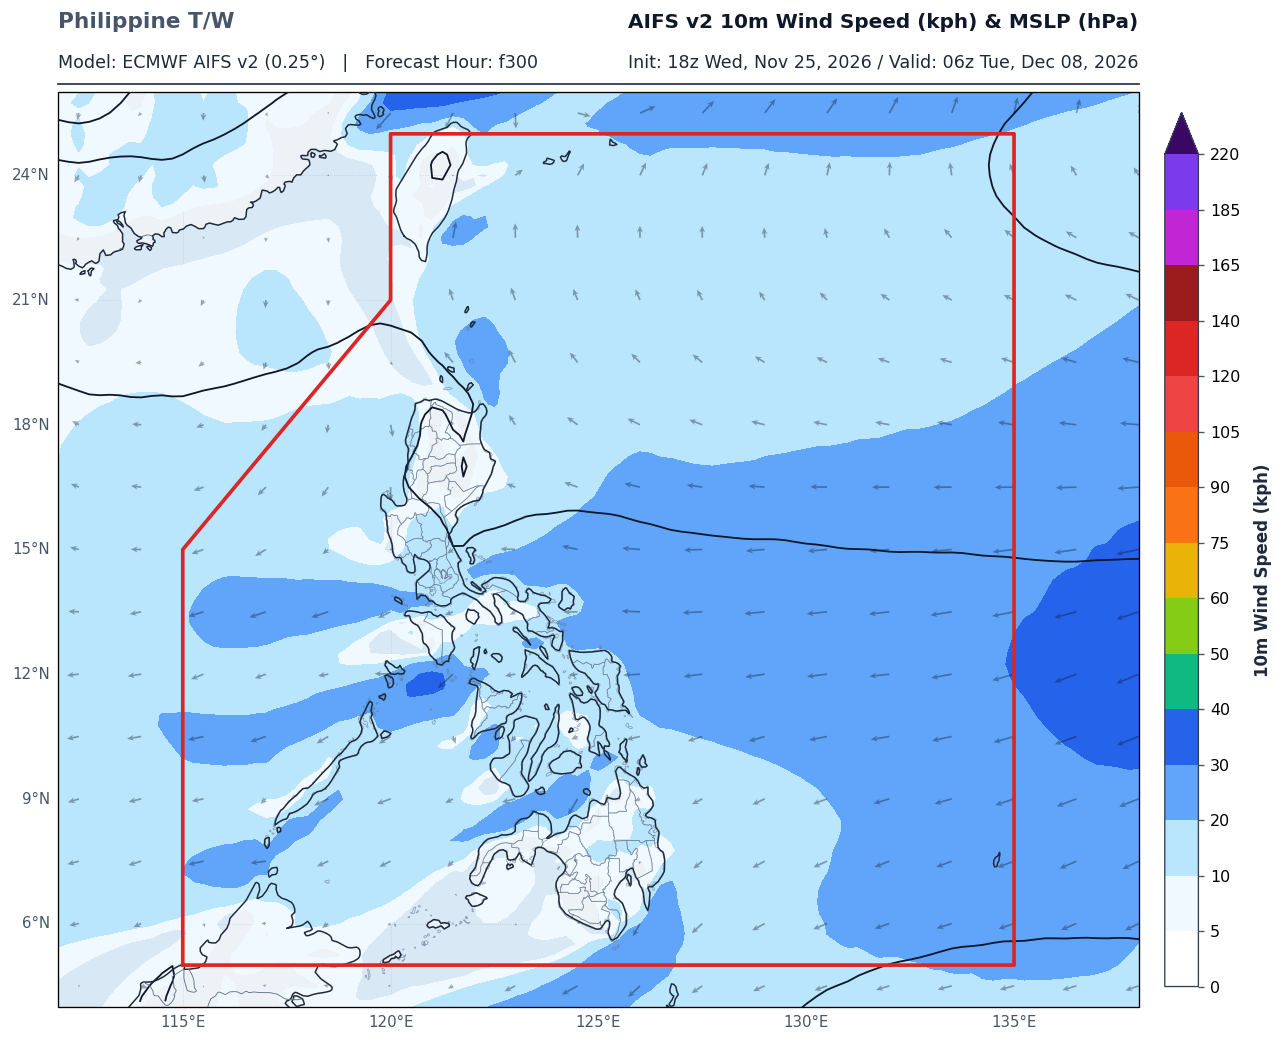 Philippine T/W
AIFS v2 10m Wind Speed (kph) & MSLP (hPa)
Model: ECMWF AIFS v2 (0.25°)   |   Forecast Hour: f300
Init: 18z Wed, Nov 25, 2026 / Valid: 06z Tue, Dec 08, 2026
24°N
21°N
18°N
15°N
12°N
9°N
6°N
115°E
120°E
125°E
130°E
135°E
220
185
165
140
120
105
90
75
60
50
40
30
20
10
5
0
10m Wind Speed (kph)